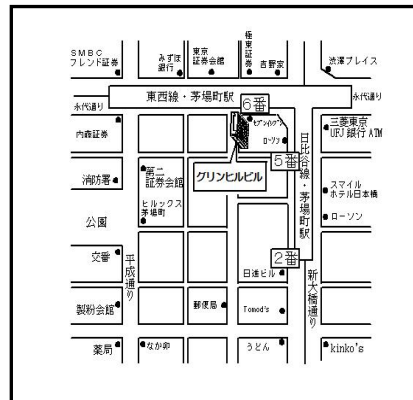 SMBC
フレンド証券
みずほ
銀行
東京
証券会館
極東証券
吉野家
渋澤プレイス
永代通り
東西線・茅場町駅
永代通り
6番
内藤証券
セブンイレブン
ローソン
三菱東京
UFJ銀行ATM
5番
日比谷線・茅場町駅
消防署
第二
証券会館
グリンヒルビル
スマイル
ホテル日本橋
ヒルックス
茅場町
ローソン
公園
2番
交番
平成通り
日進ビル
新大橋通り
製粉会館
郵便局
Tomod's
薬局
なか卯
うどん
kinko's